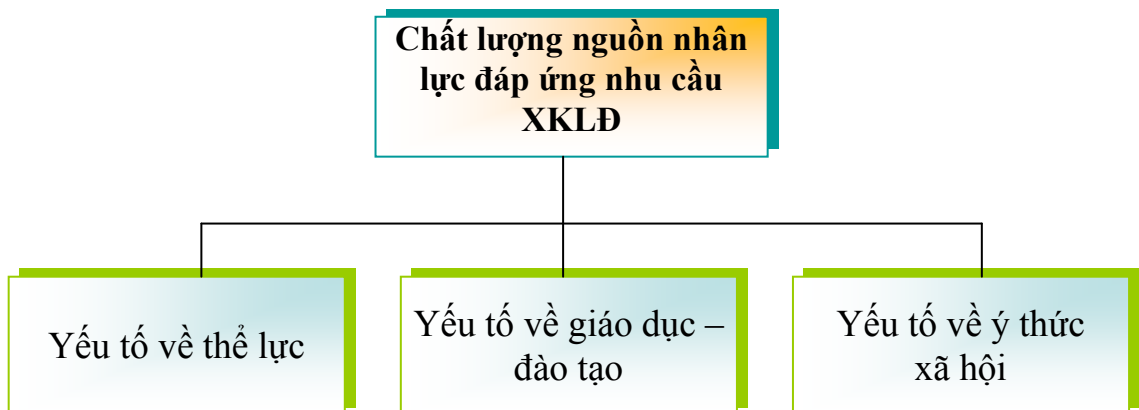 Chất lượng nguồn nhân
lực đáp ứng nhu cầu
XKLĐ
Yếu tố về thể lực
Yếu tố về giáo dục –
đào tạo
Yếu tố về ý thức
xã hội